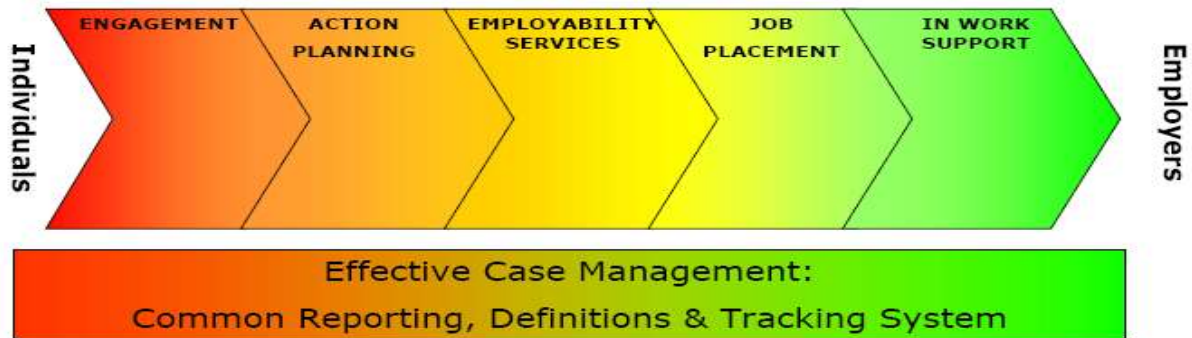 Individuals
ENGAGEMENT
ACTION
PLANNING
EMPLOYABILITY
SERVICES
JOB
PLACEMENT
IN WORK
SUPPORT
Employers
Effective Case Management:
Common Reporting, Definitions & Tracking System